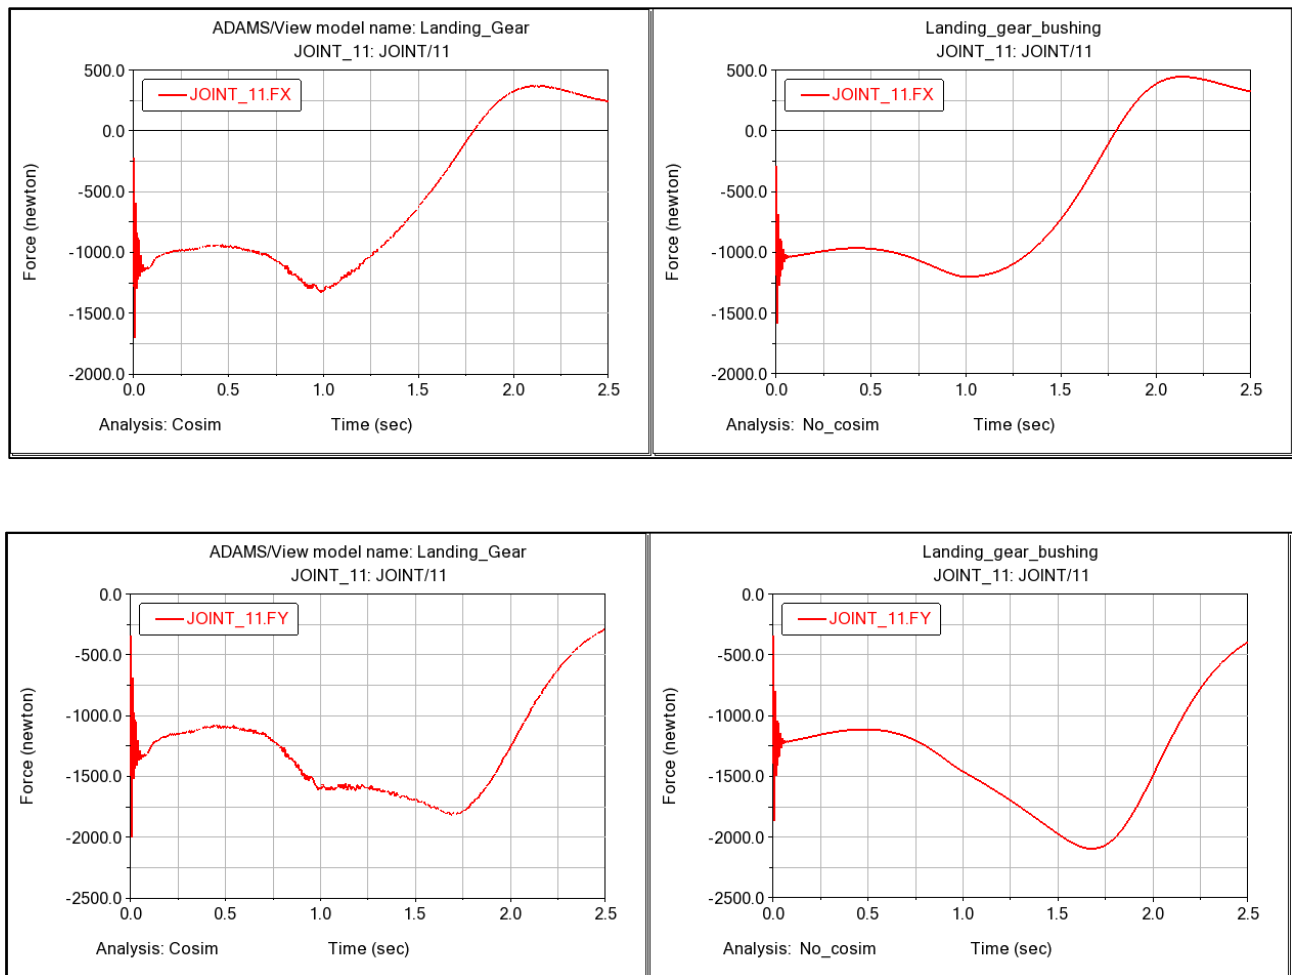 ADAMS/View model name: Landing_Gear
JOINT_11: JOINT/11
500.0
JOINT_11.FX
0.0
-500.0
-1000.0
-1500.0
-2000.0
Force (newton)
0.0 0.5 1.0 1.5 2.0 2.5
Analysis: Cosim Time (sec)
Landing_gear_bushing
JOINT_11: JOINT/11
500.0
JOINT_11.FX
0.0
-500.0
-1000.0
-1500.0
-2000.0
Force (newton)
0.0 0.5 1.0 1.5 2.0 2.5
Analysis: No_cosim Time (sec)
ADAMS/View model name: Landing_Gear
JOINT_11: JOINT/11
0.0
JOINT_11.FY
-500.0
-1000.0
-1500.0
-2000.0
-2500.0
Force (newton)
0.0 0.5 1.0 1.5 2.0 2.5
Analysis: Cosim Time (sec)
Landing_gear_bushing
JOINT_11: JOINT/11
0.0
JOINT_11.FY
-500.0
-1000.0
-1500.0
-2000.0
-2500.0
Force (newton)
0.0 0.5 1.0 1.5 2.0 2.5
Analysis: No_cosim Time (sec)